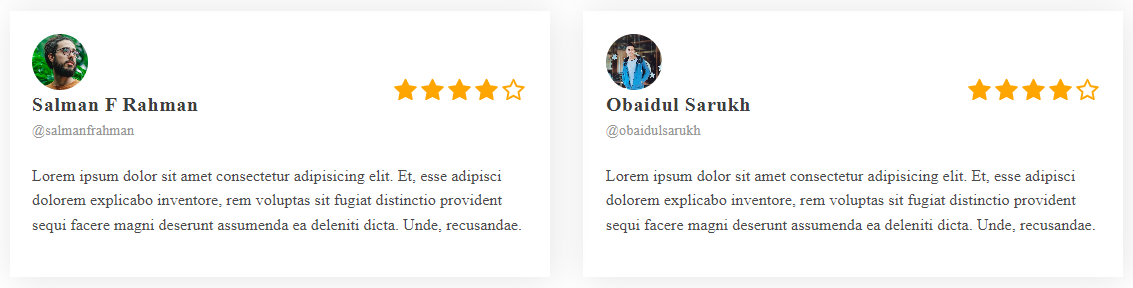 Salman F Rahman
@salmanfrahman
Lorem ipsum dolor sit amet consectetur adipisicing elit. Et, esse adipisci
dolorem explicabo inventore, rem voluptas sit fugiat distinctio provident
sequi facere magni deserunt assumenda ea deleniti dicta. Unde, recusandae.
Obaidul Sarukh
@obaidulsarukh
Lorem ipsum dolor sit amet consectetur adipisicing elit. Et, esse adipisci
dolorem explicabo inventore, rem voluptas sit fugiat distinctio provident
sequi facere magni deserunt assumenda ea deleniti dicta. Unde, recusandae.